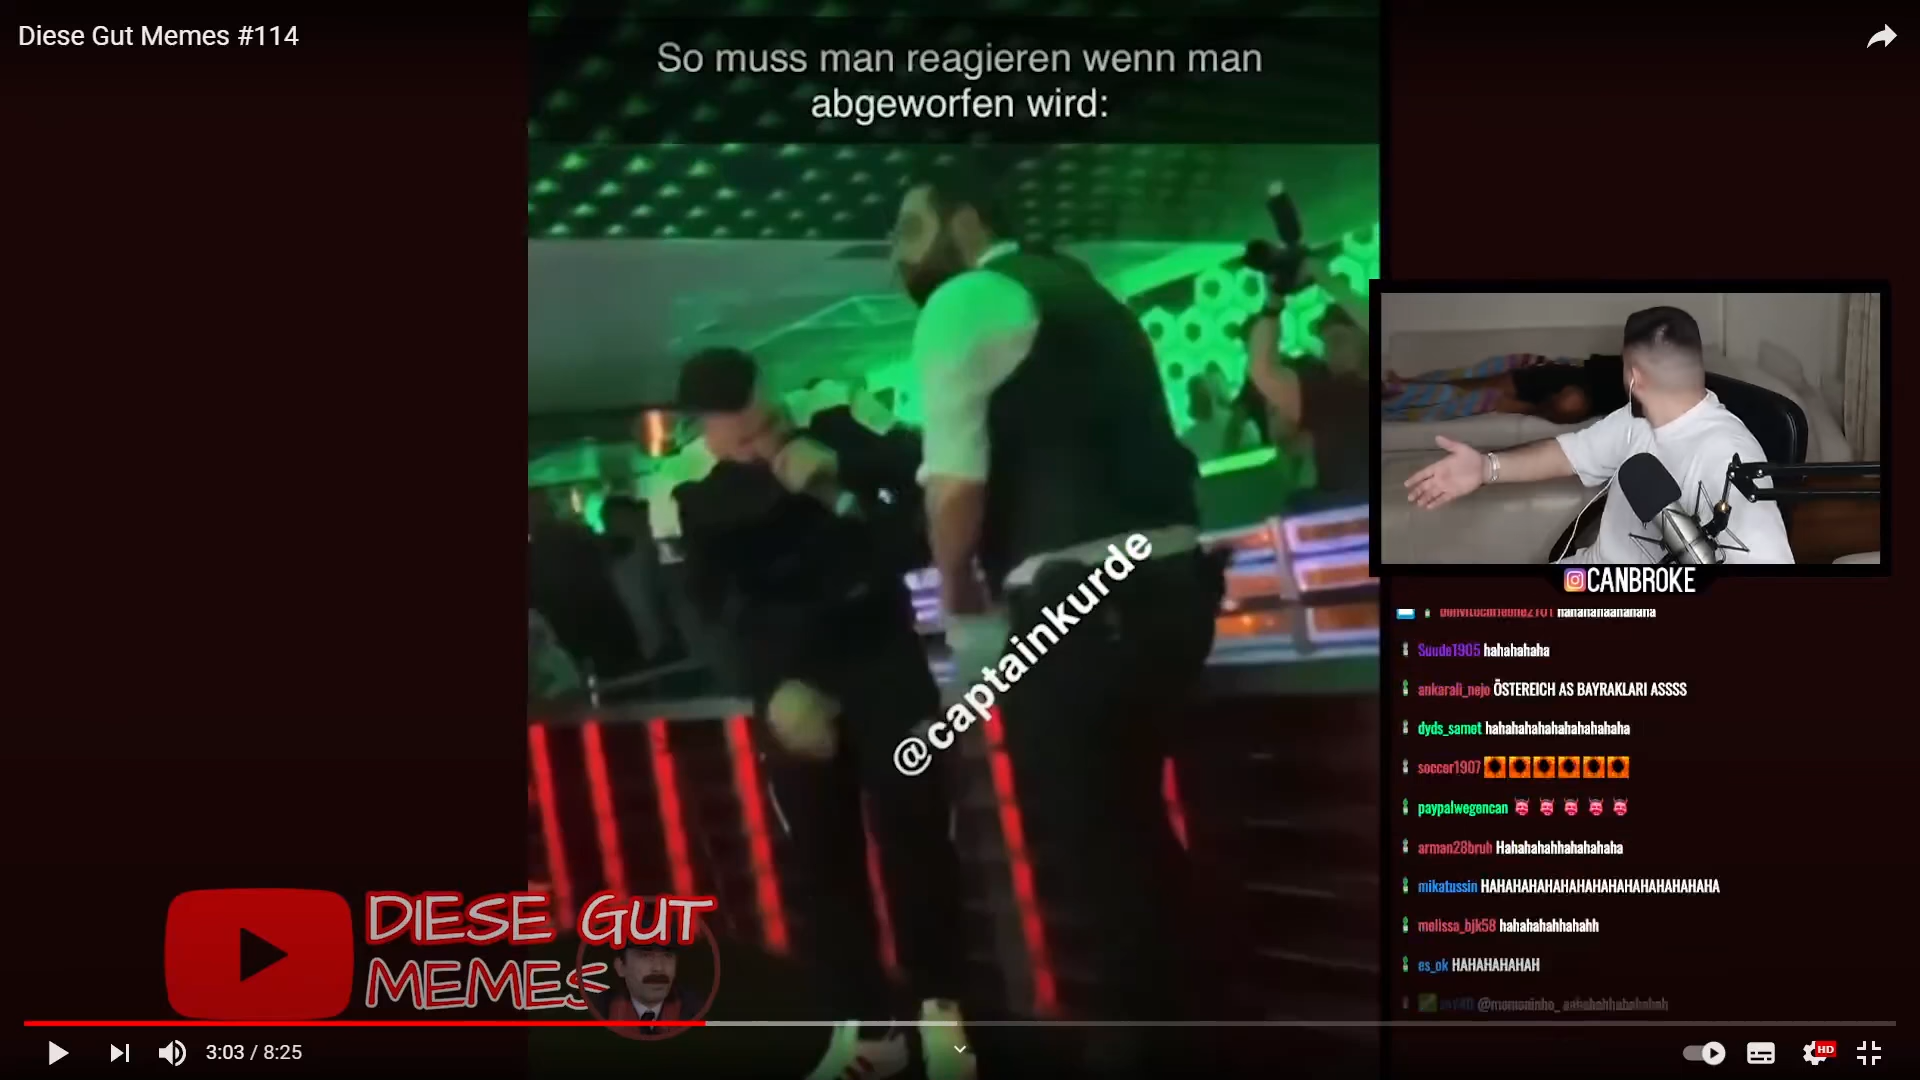 Diese Gut Memes #114
So muss man reagieren wenn man
abgeworfen wird:
@captainkurde
CANBROKE
hahahahaahahaha
Suude1905 hahahahaha
ankarali_nejo ÖSTEREICH AS BAYRAKLARI ASSSS
dyds_samet hahahahahahahahahaha
soccer1907
paypalwegencan
arman28bruh Hahahahahhahahahaha
mikatussin HAHAHAHAHAHAHAHAHAHAHAHAHAHA
melissa_bjk58 hahahahahhahahh
es_ok HAHAHAHAHAH
DIESE GUT
MEMES
3:03 / 8:25
HD